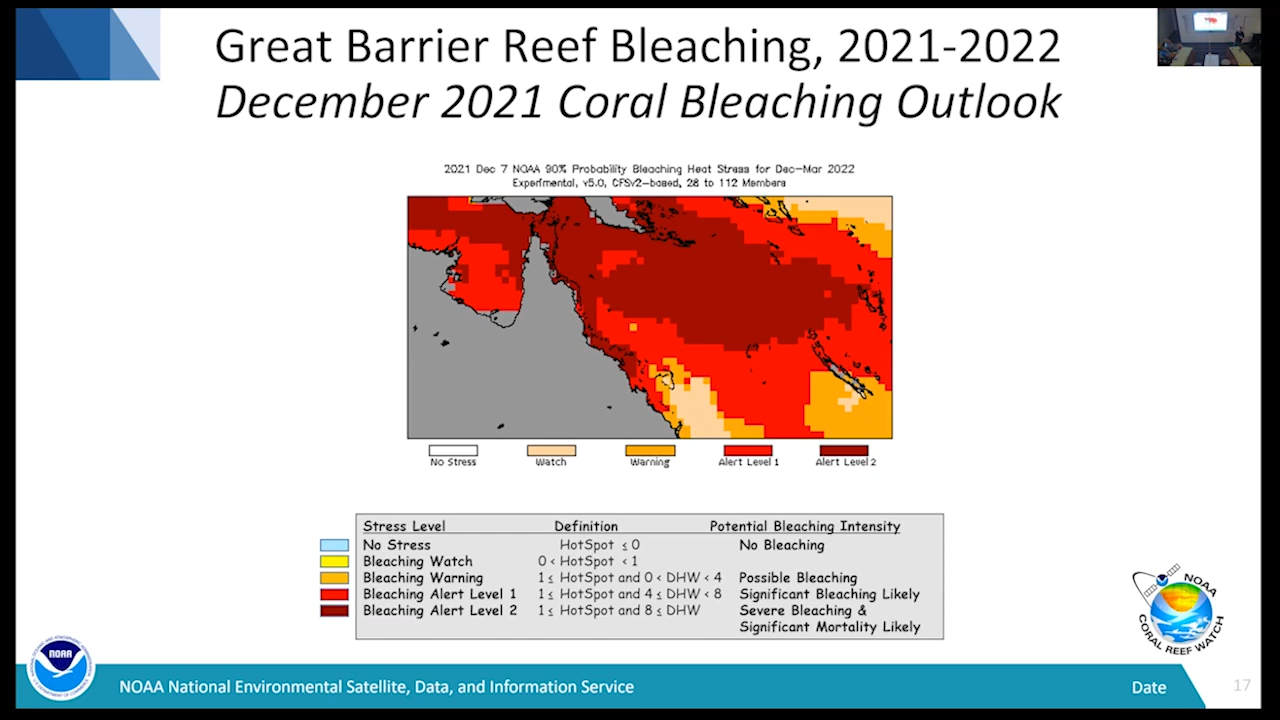 Great Barrier Reef Bleaching, 2021-2022
December 2021 Coral Bleaching Outlook
2021 Dec 7 NOAA 90% Probability Bleaching Heat Stress for Dec-Mar 2022
Experimental, v5.0, CFSv2-based, 28 to 112 Members
No Stress Watch Warning Alert Level 1 Alert Level 2
Stress Level Definition Potential Bleaching Intensity
No Stress HotSpot ≤ 0 No Bleaching
Bleaching Watch 0 < HotSpot < 1
Bleaching Warning 1 ≤ HotSpot and 0 < DHW < 4 Possible Bleaching
Bleaching Alert Level 1 1 ≤ HotSpot and 4 ≤ DHW < 8 Significant Bleaching Likely
Bleaching Alert Level 2 1 ≤ HotSpot and 8 ≤ DHW Severe Bleaching &
Significant Mortality Likely
NOAA
CORAL REEF WATCH
NOAA
NOAA National Environmental Satellite, Data, and Information Service
Date
17